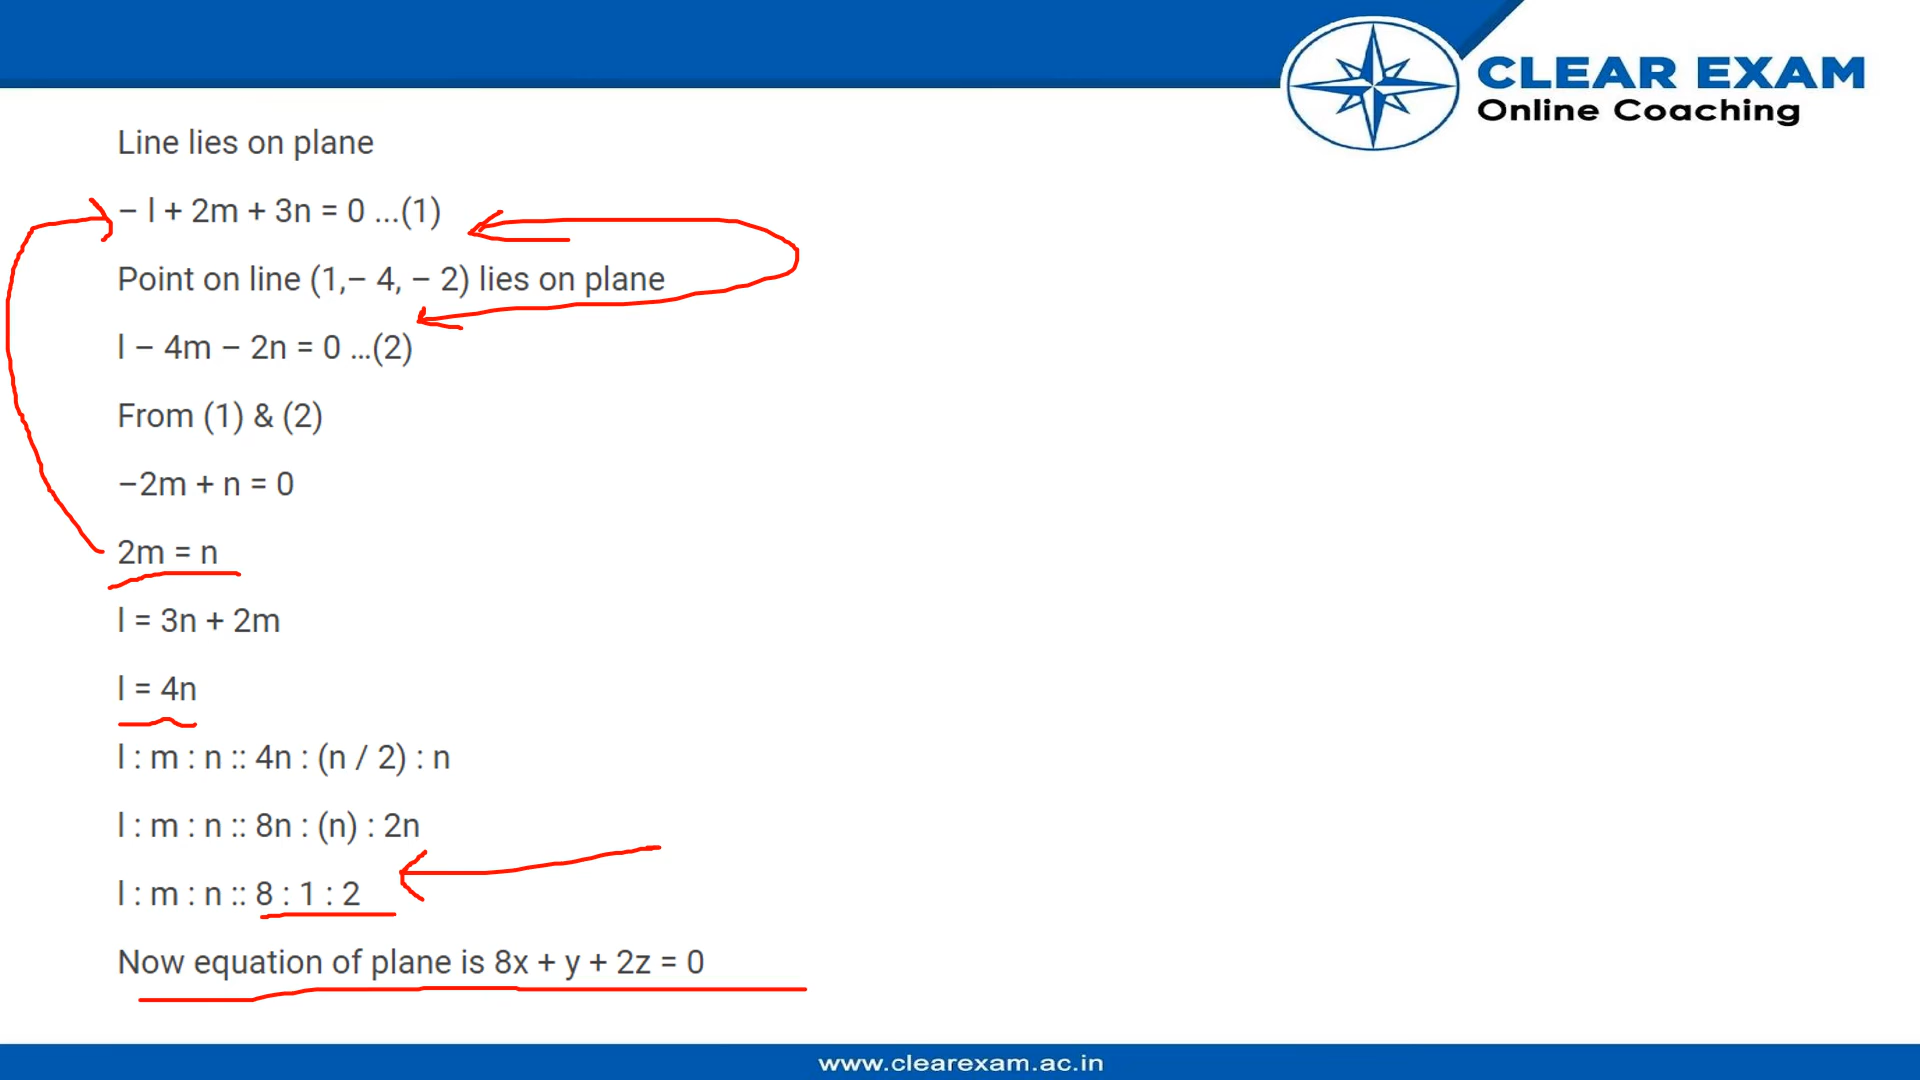 CLEAR EXAM
Online Coaching
Line lies on plane
– l + 2m + 3n = 0 ...(1)
Point on line (1,– 4, – 2) lies on plane
l – 4m – 2n = 0 ...(2)
From (1) & (2)
–2m + n = 0
2m = n
l = 3n + 2m
l = 4n
l : m : n :: 4n : (n / 2) : n
l : m : n :: 8n : (n) : 2n
l : m : n :: 8 : 1 : 2
Now equation of plane is 8x + y + 2z = 0
www.clearexam.ac.in